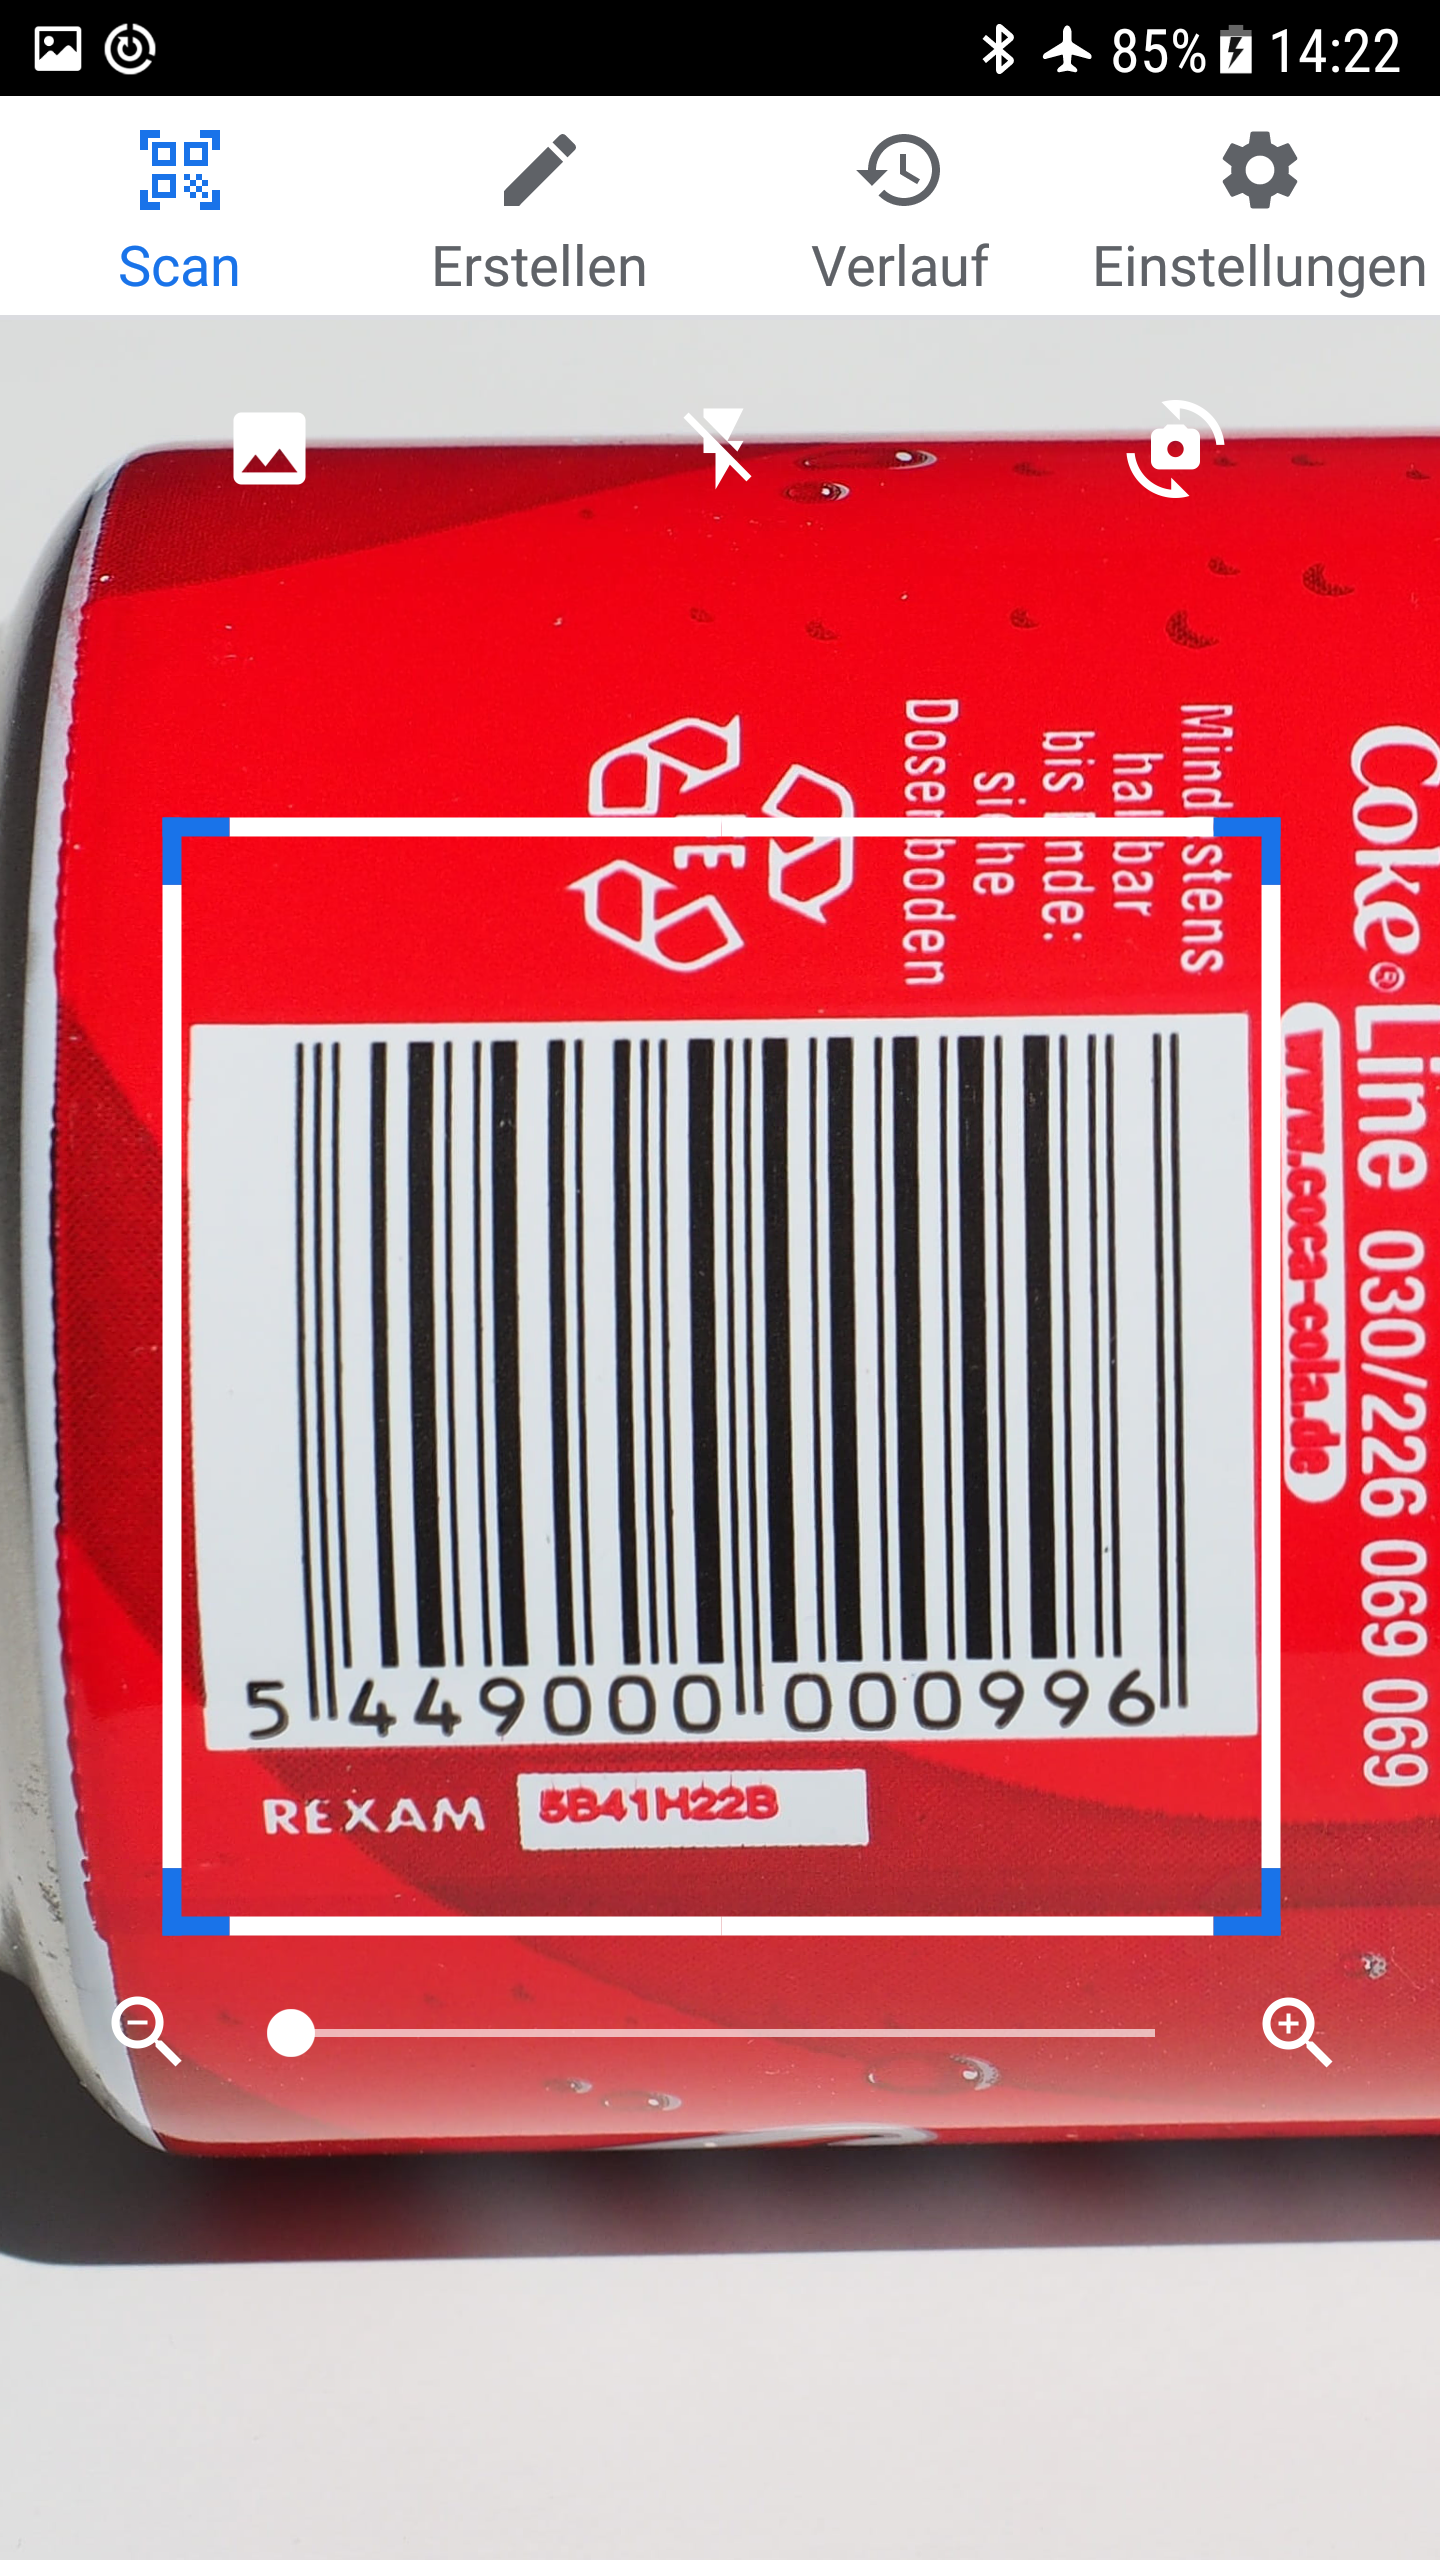 85% 14:22
Scan Erstellen Verlauf Einstellungen
Mindestens
haltbar
bis Ende:
siehe
Dosenboden
Coke® Line 030/226 069 069
www.coca-cola.de
5 449000 000996
REXAM 5B41H22B